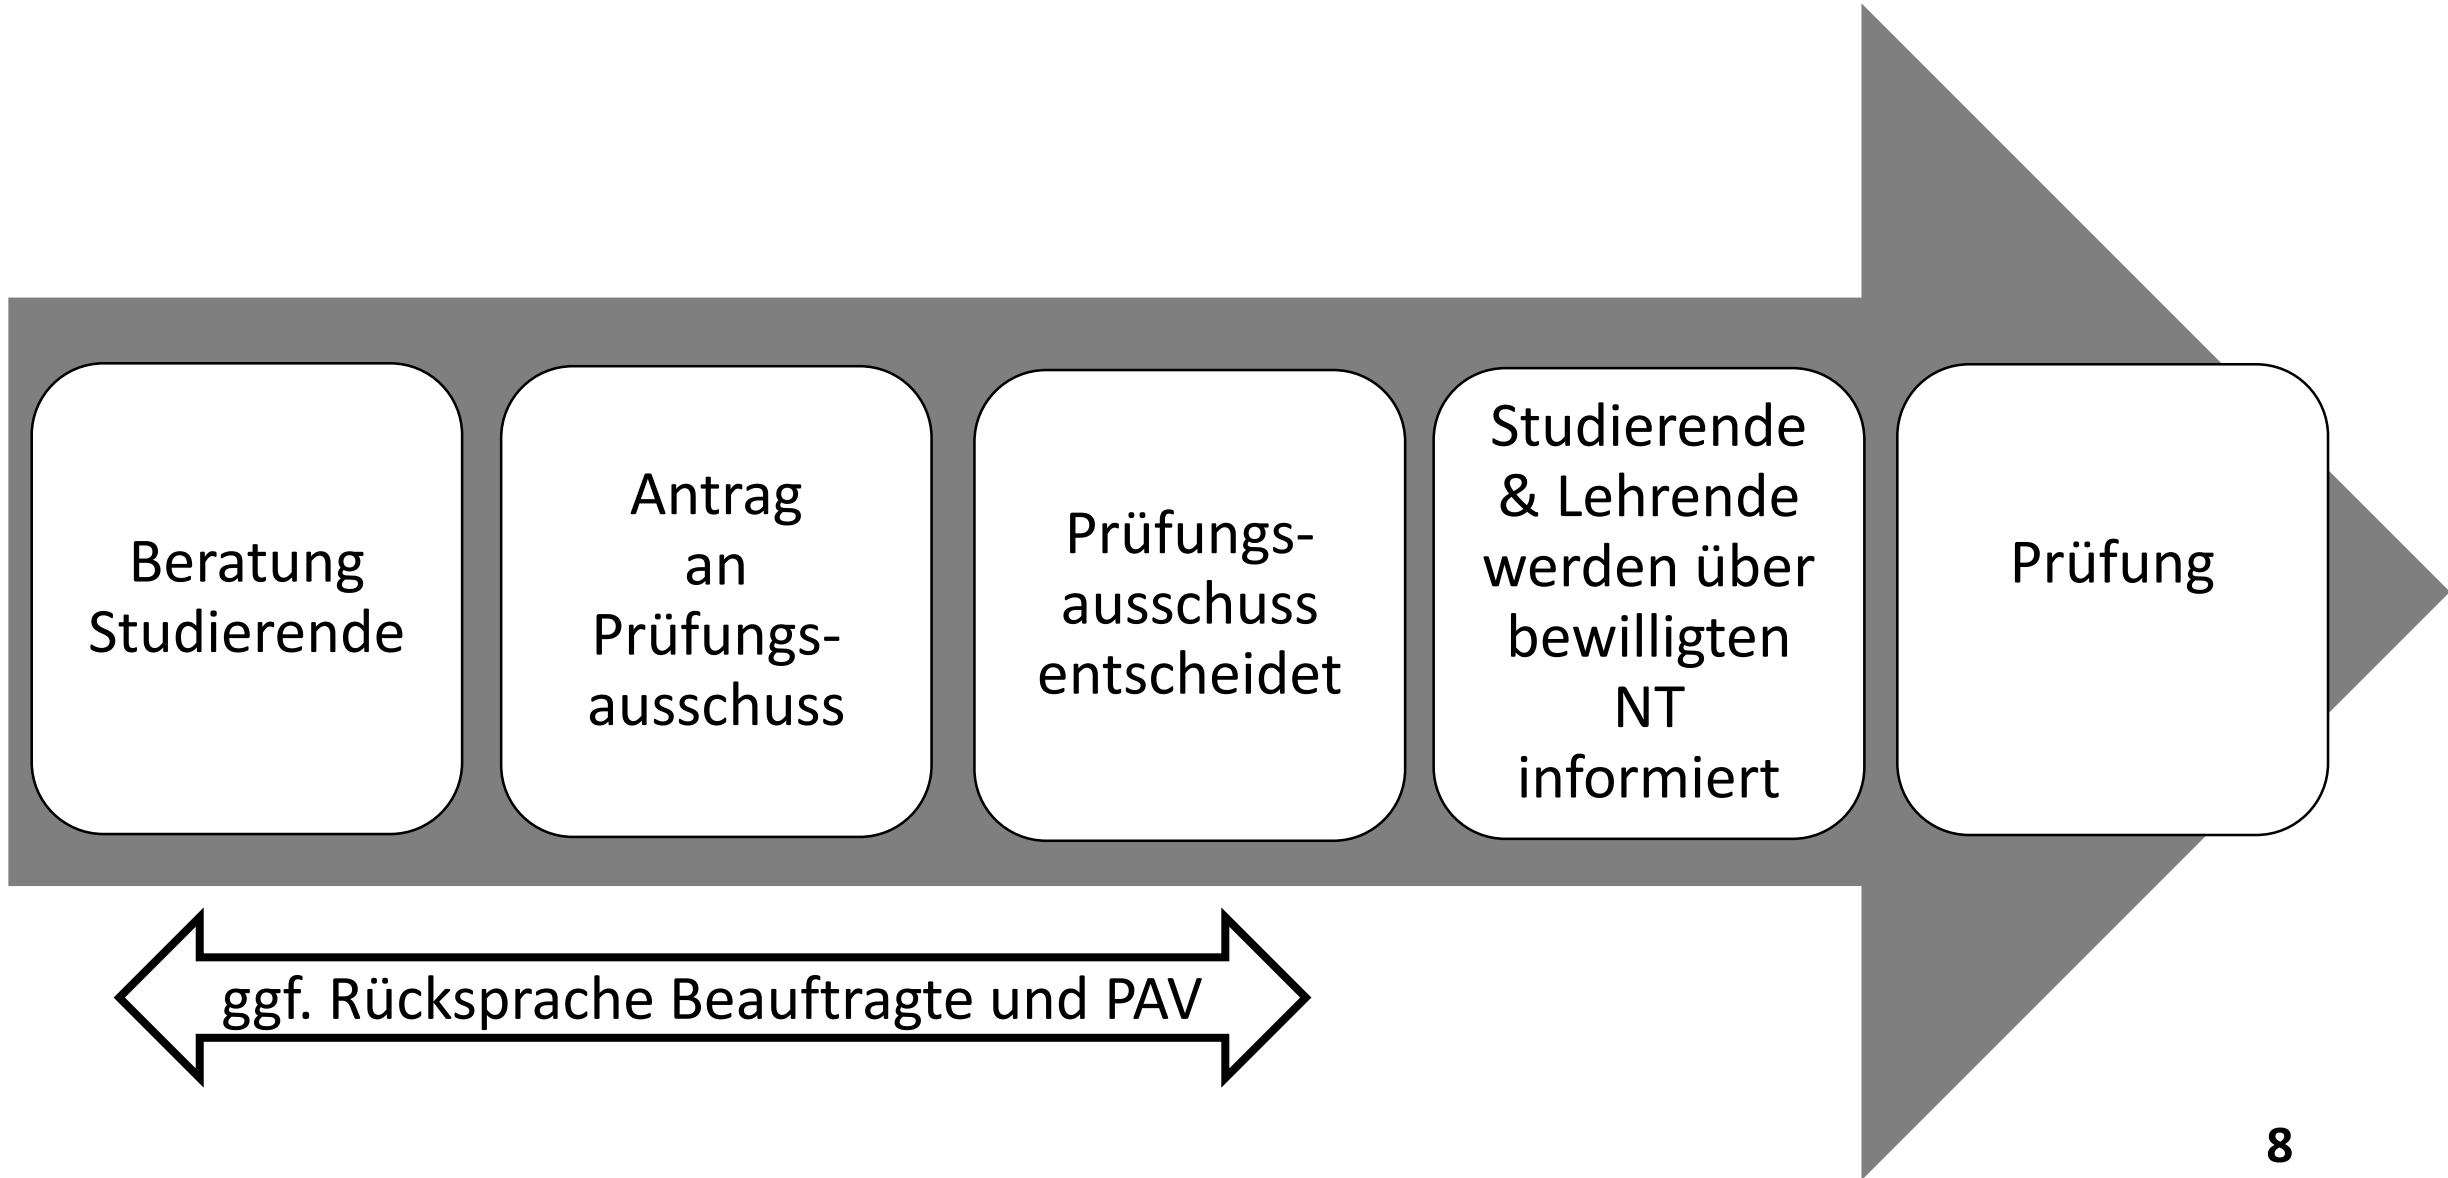 Beratung
Studierende
Antrag
an
Prüfungs-
ausschuss
Prüfungs-
ausschuss
entscheidet
Studierende
& Lehrende
werden über
bewilligten
NT
informiert
Prüfung
ggf. Rücksprache Beauftragte und PAV
8